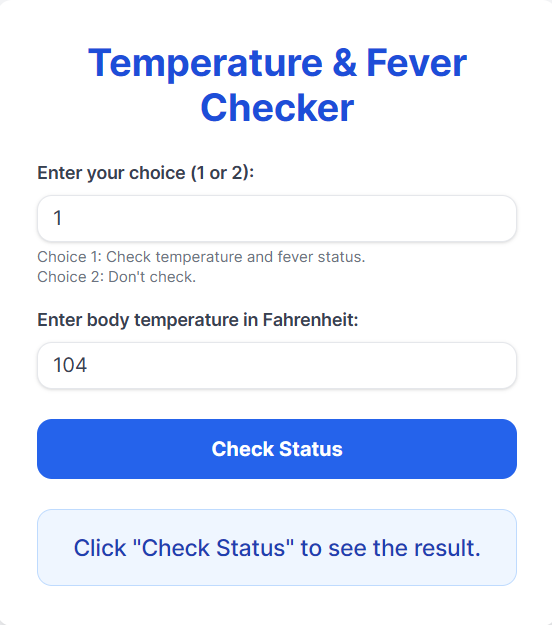 Temperature & Fever
Checker
Enter your choice (1 or 2):
1
Choice 1: Check temperature and fever status.
Choice 2: Don't check.
Enter body temperature in Fahrenheit:
104
Check Status
Click "Check Status" to see the result.